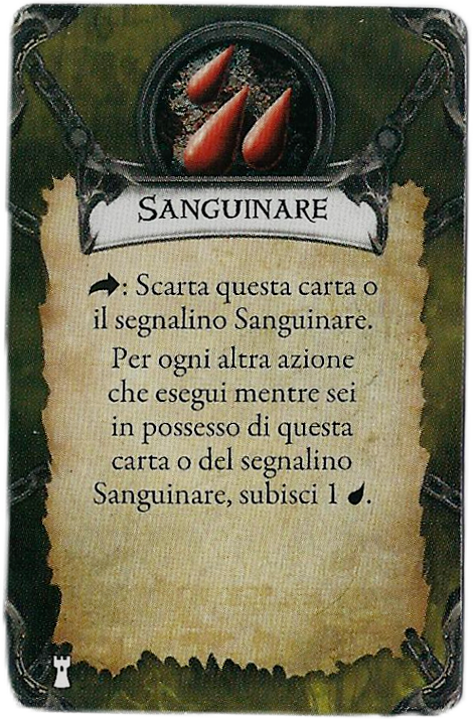 SANGUINARE
: Scarta questa carta o
il segnalino Sanguinare.
Per ogni altra azione
che esegui mentre sei
in possesso di questa
carta o del segnalino
Sanguinare, subisci 1 .